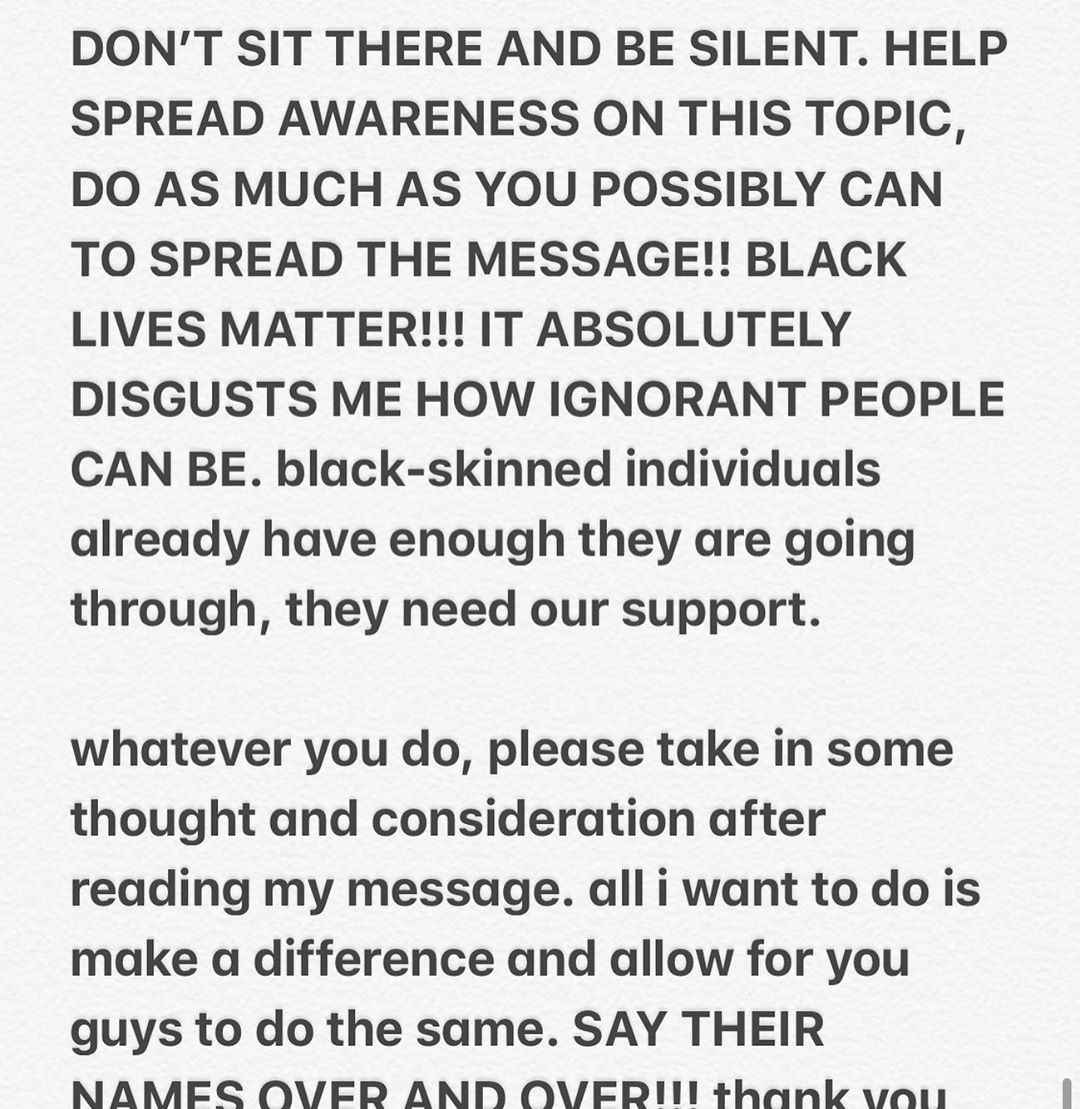 DON’T SIT THERE AND BE SILENT. HELP
SPREAD AWARENESS ON THIS TOPIC,
DO AS MUCH AS YOU POSSIBLY CAN
TO SPREAD THE MESSAGE!! BLACK
LIVES MATTER!!! IT ABSOLUTELY
DISGUSTS ME HOW IGNORANT PEOPLE
CAN BE. black-skinned individuals
already have enough they are going
through, they need our support.
whatever you do, please take in some
thought and consideration after
reading my message. all i want to do is
make a difference and allow for you
guys to do the same. SAY THEIR
NAMES OVER AND OVER!!! thank you